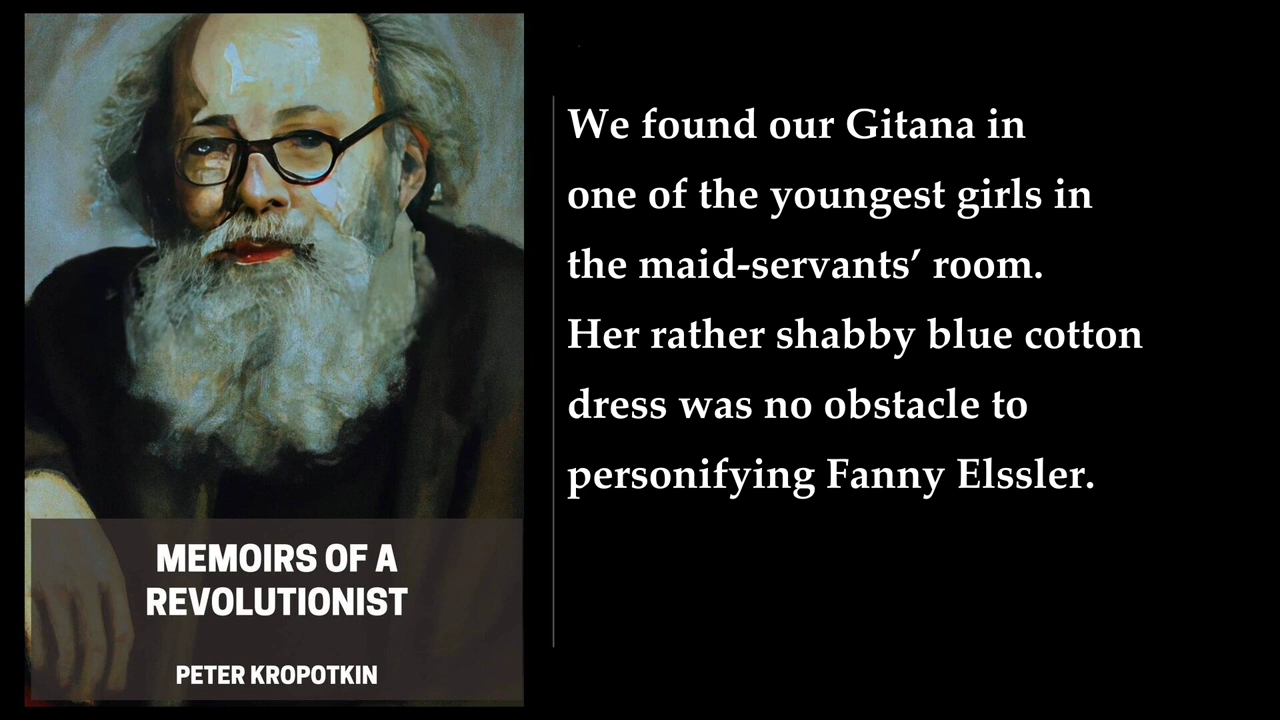 We found our Gitana in
one of the youngest girls in
the maid-servants’ room.
Her rather shabby blue cotton
dress was no obstacle to
personifying Fanny Elssler.
MEMOIRS OF A
REVOLUTIONIST
PETER KROPOTKIN